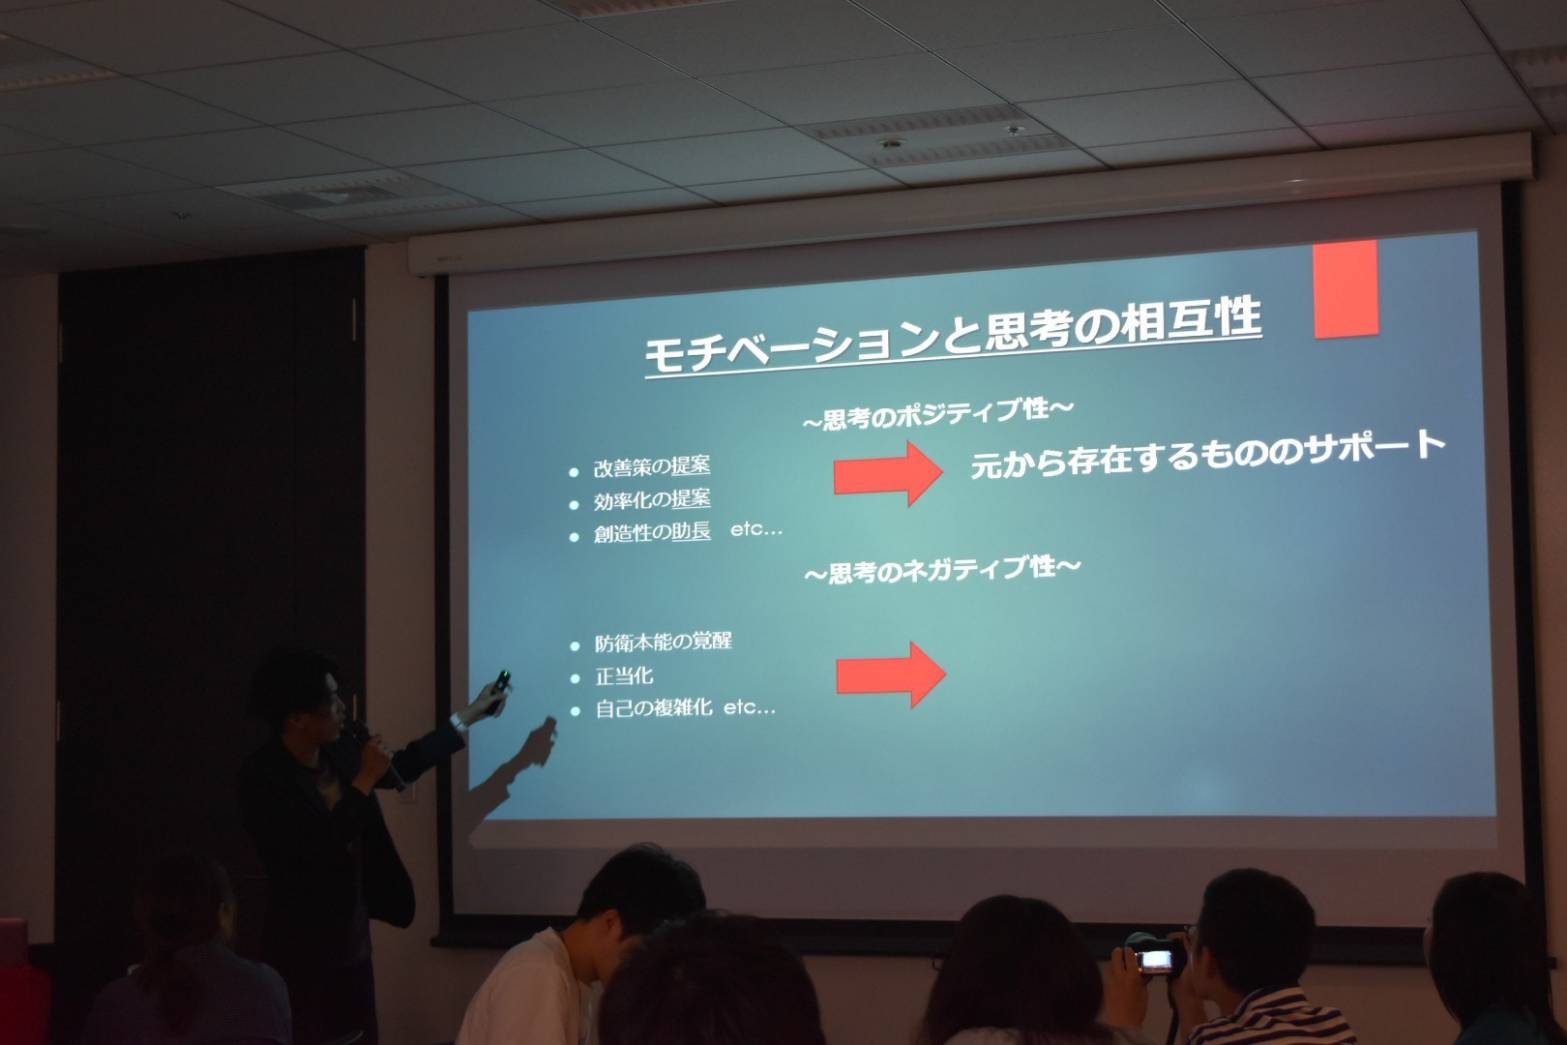 モチベーションと思考の相互性
～思考のポジティブ性～
● 改善策の提案
● 効率化の提案
● 創造性の助長 etc…
元から存在するもののサポート
～思考のネガティブ性～
● 防衛本能の覚醒
● 正当化
● 自己の複雑化 etc…